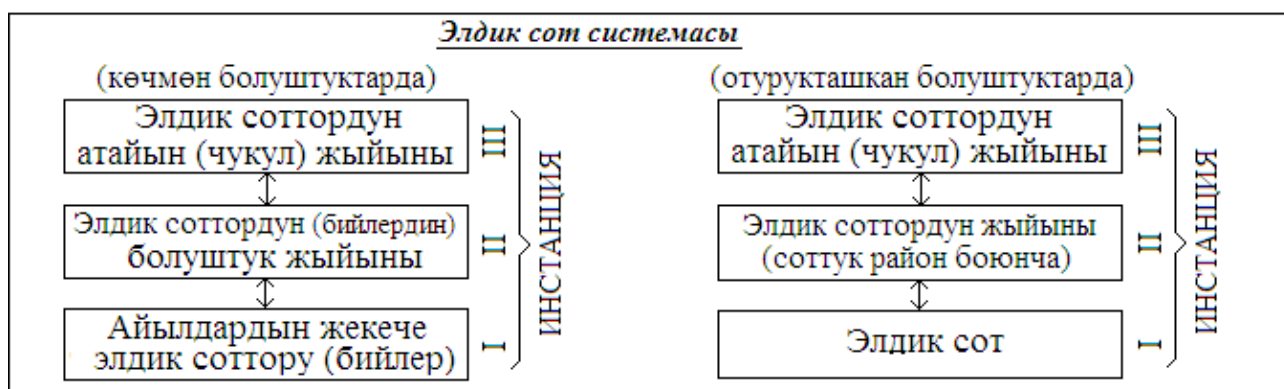 Элдик сот системасы
(көчмөн болуштуктарда)
Элдик соттордун
атайын (чукул) жыйыны
III
Элдик соттордун (бийлердин)
болуштук жыйыны
II
Айылдардын жекече
элдик соттору (бийлер)
I
ИНСТАНЦИЯ
(отурукташкан болуштуктарда)
Элдик соттордун
атайын (чукул) жыйыны
III
Элдик соттордун жыйыны
(соттук район боюнча)
II
Элдик сот
I
ИНСТАНЦИЯ